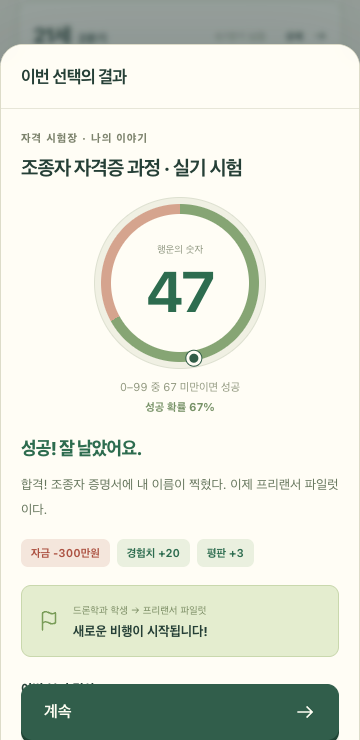 25세
이번 선택의 결과
자격 시험장 · 나의 이야기
조종자 자격증 과정 · 실기 시험
행운의 숫자
47
0–99 중 67 미만이면 성공
성공 확률 67%
성공! 잘 날았어요.
합격! 조종자 증명서에 내 이름이 찍혔다. 이제 프리랜서 파일럿
이다.
자금 -300만원
경험치 +20
평판 +3
드론학과 학생 → 프리랜서 파일럿
새로운 비행이 시작됩니다!
계속